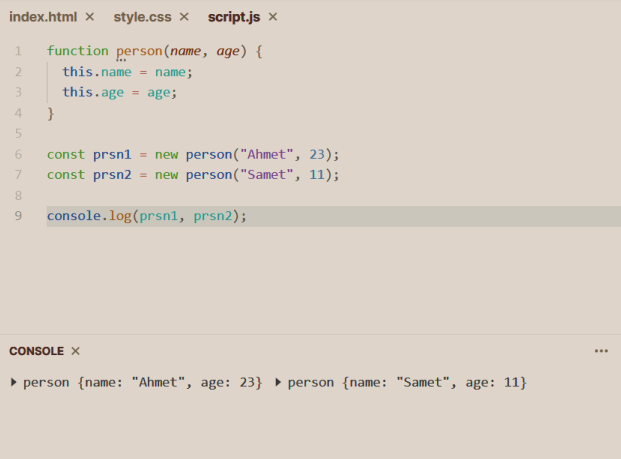 index.html × style.css × script.js ×
1 function person(name, age) {
2 this.name = name;
3 this.age = age;
4 }
5
6 const prsn1 = new person("Ahmet", 23);
7 const prsn2 = new person("Samet", 11);
8
9 console.log(prsn1, prsn2);
CONSOLE × •••
▶ person {name: "Ahmet", age: 23} ▶ person {name: "Samet", age: 11}